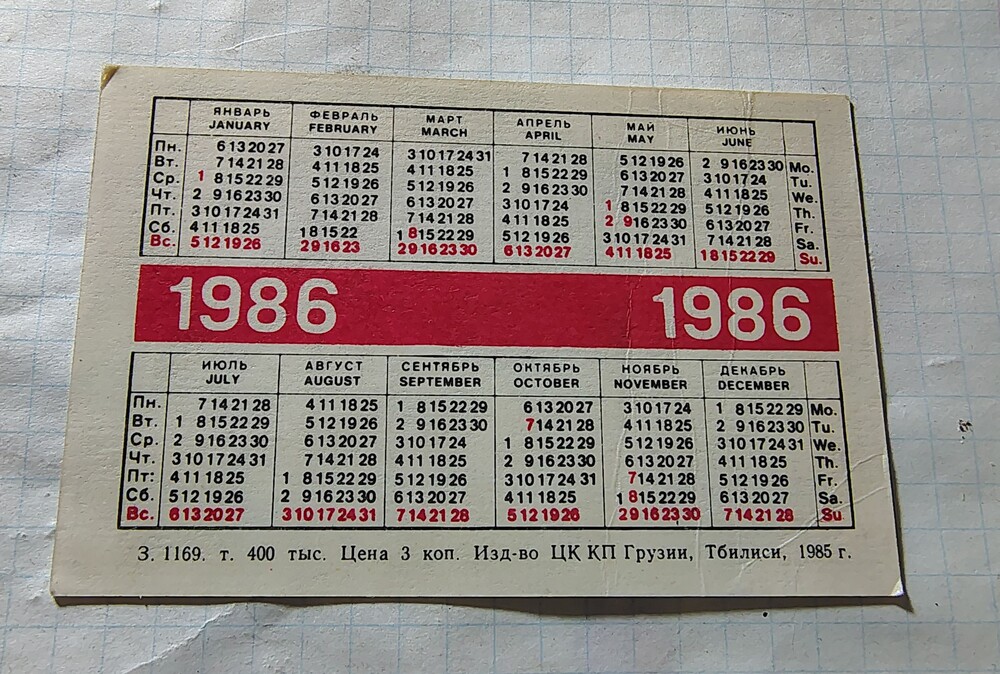 ЯНВАРЬ ФЕВРАЛЬ МАРТ АПРЕЛЬ МАЙ ИЮНЬ
JANUARY FEBRUARY MARCH APRIL MAY JUNE
Пн. 6 13 20 27 3 10 17 24 3 10 17 24 31 7 14 21 28 5 12 19 26 2 9 16 23 30 Mo.
Вт. 7 14 21 28 4 11 18 25 4 11 18 25 1 8 15 22 29 6 13 20 27 3 10 17 24 Tu.
Ср. 1 8 15 22 29 5 12 19 26 5 12 19 26 2 9 16 23 30 7 14 21 28 4 11 18 25 We.
Чт. 2 9 16 23 30 6 13 20 27 6 13 20 27 3 10 17 24 1 8 15 22 29 5 12 19 26 Th.
Пт. 3 10 17 24 31 7 14 21 28 7 14 21 28 4 11 18 25 2 9 16 23 30 6 13 20 27 Fr.
Сб. 4 11 18 25 1 8 15 22 1 8 15 22 29 5 12 19 26 3 10 17 24 31 7 14 21 28 Sa.
Вс. 5 12 19 26 2 9 16 23 2 9 16 23 30 6 13 20 27 4 11 18 25 1 8 15 22 29 Su.
1986 1986
ИЮЛЬ АВГУСТ СЕНТЯБРЬ ОКТЯБРЬ НОЯБРЬ ДЕКАБРЬ
JULY AUGUST SEPTEMBER OCTOBER NOVEMBER DECEMBER
Пн. 7 14 21 28 4 11 18 25 1 8 15 22 29 6 13 20 27 3 10 17 24 1 8 15 22 29 Mo.
Вт. 1 8 15 22 29 5 12 19 26 2 9 16 23 30 7 14 21 28 4 11 18 25 2 9 16 23 30 Tu.
Ср. 2 9 16 23 30 6 13 20 27 3 10 17 24 1 8 15 22 29 5 12 19 26 3 10 17 24 31 We.
Чт. 3 10 17 24 31 7 14 21 28 4 11 18 25 2 9 16 23 30 6 13 20 27 4 11 18 25 Th.
Пт. 4 11 18 25 1 8 15 22 29 5 12 19 26 3 10 17 24 31 7 14 21 28 5 12 19 26 Fr.
Сб. 5 12 19 26 2 9 16 23 30 6 13 20 27 4 11 18 25 1 8 15 22 29 6 13 20 27 Sa.
Вс. 6 13 20 27 3 10 17 24 31 7 14 21 28 5 12 19 26 2 9 16 23 30 7 14 21 28 Su
З. 1169. т. 400 тыс. Цена 3 коп. Изд-во ЦК КП Грузии, Тбилиси, 1985 г.